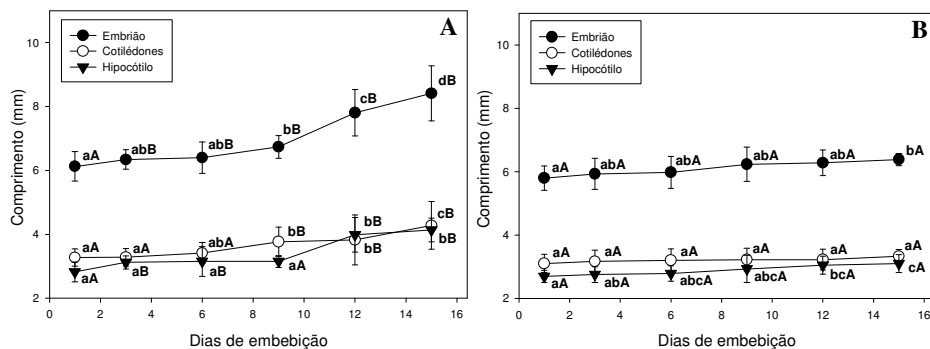 A
Embrião
Cotilédones
Hipocótilo
Comprimento (mm)
10
8
6
4
2
aA
abB
abB
bB
cB
dB
aA
aA
abA
bB
bB
cB
aA
aB
aB
aA
bB
bB
0 2 4 6 8 10 12 14 16
Dias de embebição
B
Embrião
Cotilédones
Hipocótilo
Comprimento (mm)
10
8
6
4
2
aA
abA
abA
abA
abA
bA
aA
aA
aA
aA
aA
aA
aA
abA
abcA
abcA
bcA
cA
0 2 4 6 8 10 12 14 16
Dias de embebição